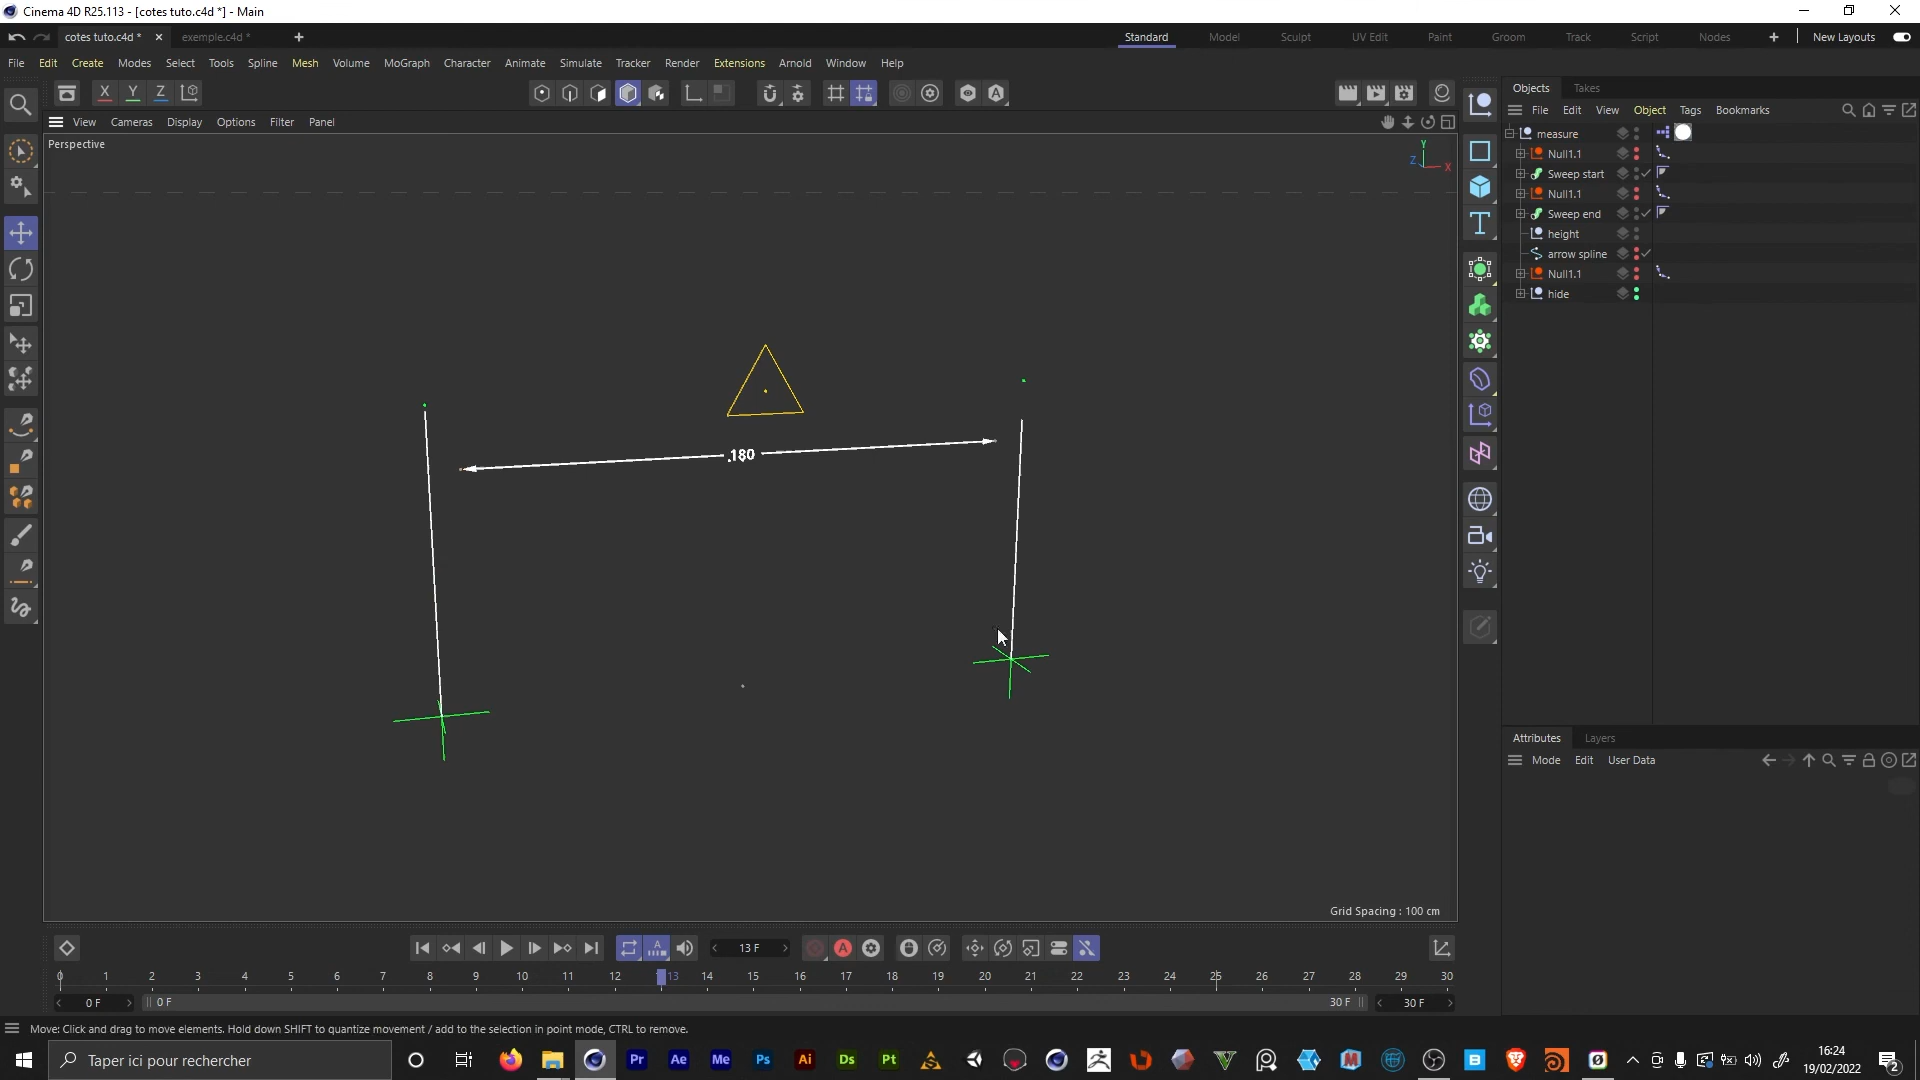 Cinema 4D R25.113 - [cotes tuto.c4d *] - Main
cotes tuto.c4d *
exemple.c4d *
Standard
Model
Sculpt
UV Edit
Paint
Groom
Track
Script
Nodes
New Layouts
File
Edit
Create
Modes
Select
Tools
Spline
Mesh
Volume
MoGraph
Character
Animate
Simulate
Tracker
Render
Extensions
Arnold
Window
Help
X
Y
Z
View
Cameras
Display
Options
Filter
Panel
Perspective
Y
Z
X
180
Grid Spacing : 100 cm
Objects
Takes
File
Edit
View
Object
Tags
Bookmarks
measure
Null1.1
Sweep start
Null1.1
Sweep end
height
arrow spline
Null1.1
hide
Attributes
Layers
Mode
Edit
User Data
13 F
0 1 2 3 4 5 6 7 8 9 10 11 12 13 14 15 16 17 18 19 20 21 22 23 24 25 26 27 28 29 30
0 F
0 F
30 F
30 F
Move: Click and drag to move elements. Hold down SHIFT to quantize movement / add to the selection in point mode, CTRL to remove.
Taper ici pour rechercher
Pr
Ae
Me
Ps
Ai
Ds
Pt
16:24
19/02/2022
2